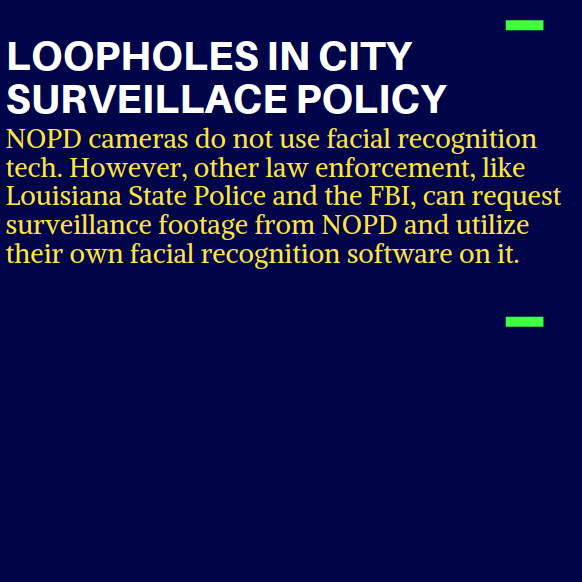 LOOPHOLES IN CITY
SURVEILLACE POLICY
NOPD cameras do not use facial recognition
tech. However, other law enforcement, like
Louisiana State Police and the FBI, can request
surveillance footage from NOPD and utilize
their own facial recognition software on it.